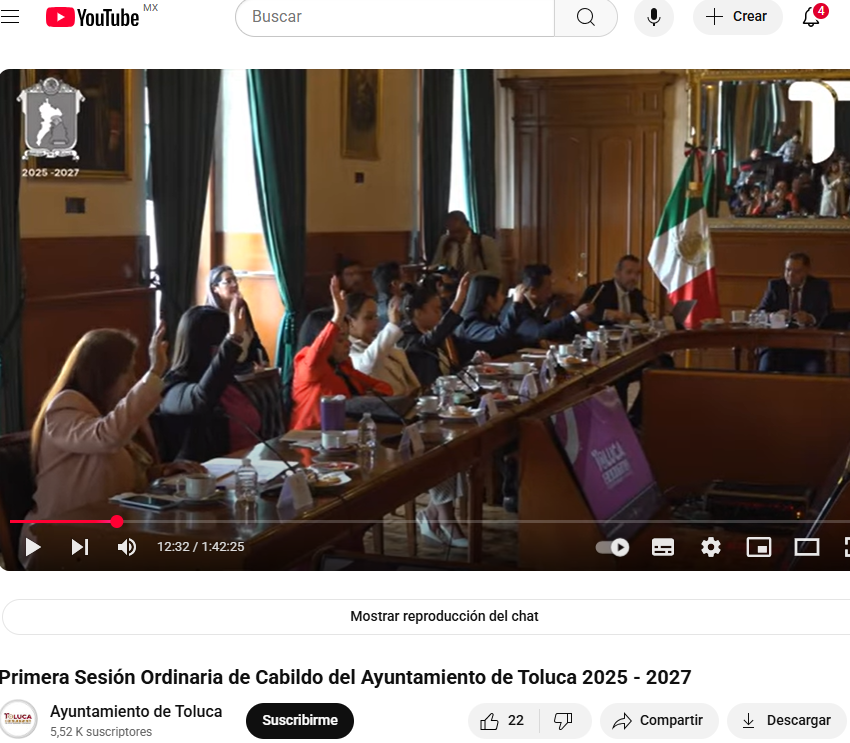 YouTube MX
Buscar
Crear
4
2025 -2027
TOLUCA
12:32 / 1:42:25
Mostrar reproducción del chat
Primera Sesión Ordinaria de Cabildo del Ayuntamiento de Toluca 2025 - 2027
TOLUCA
Ayuntamiento de Toluca
5,52 K suscriptores
Suscribirme
22
Compartir
Descargar